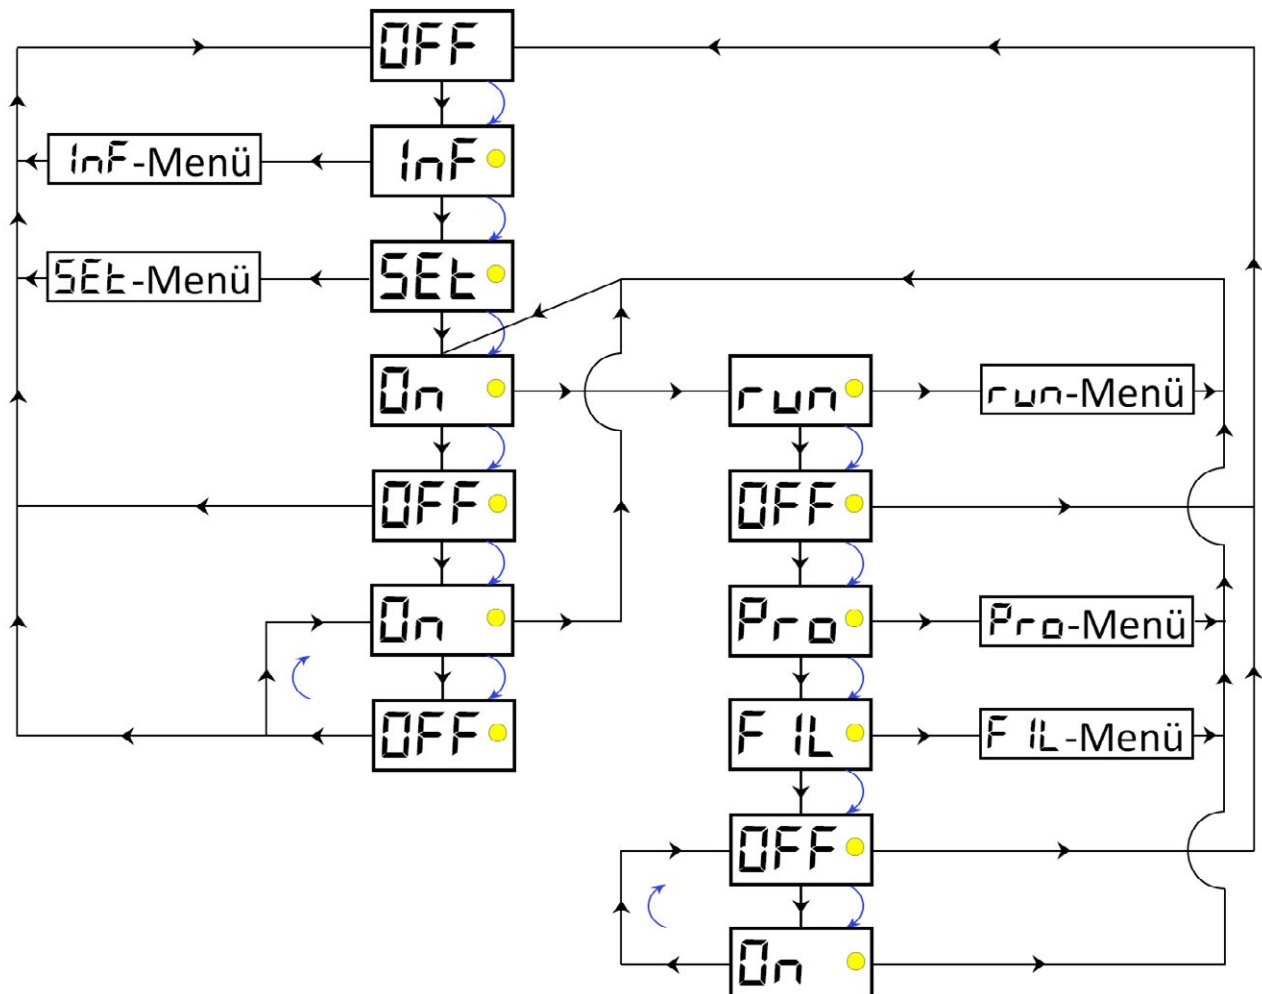 OFF
InF
InF-Menü
SEt
SEt-Menü
On
run
run-Menü
OFF
OFF
On
Pro
Pro-Menü
OFF
FIL
FIL-Menü
OFF
On